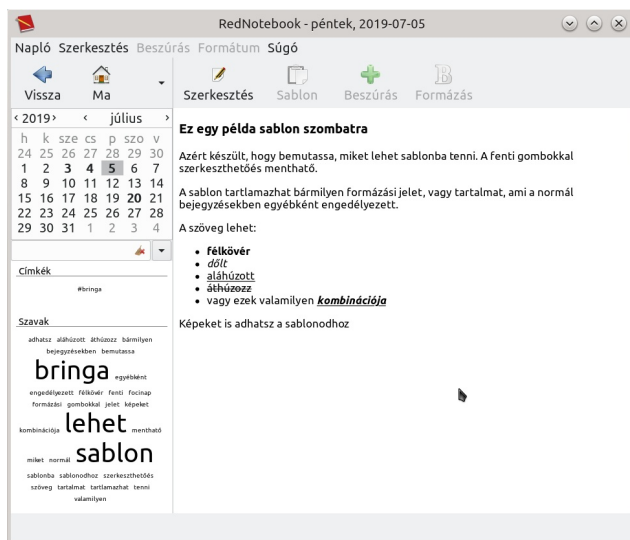 RedNotebook - péntek, 2019-07-05
Napló Szerkesztés Beszúrás Formátum Súgó
Vissza Ma Szerkesztés Sablon Beszúrás Formázás
2019 július
h k sze cs p szo v
24 25 26 27 28 29 30
1 2 3 4 5 6 7
8 9 10 11 12 13 14
15 16 17 18 19 20 21
22 23 24 25 26 27 28
29 30 31 1 2 3 4
Címkék
#bringa
Szavak
adhatsz aláhúzott áthúzozz bármilyen
bejegyzésekben bemutassa
bringa egyébként
engedélyezett félkövér fenti focinap
formázási gombokkal jelet képeket
kombinációja lehet mentható
miket normál sablon
sablonba sablonodhoz szerkeszthetőés
szöveg tartalmat tartlamazhat tenni
valamilyen
Ez egy példa sablon szombatra
Azért készült, hogy bemutassa, miket lehet sablonba tenni. A fenti gombokkal
szerkeszthetőés mentható.
A sablon tartlamazhat bármilyen formázási jelet, vagy tartalmat, ami a normál
bejegyzésekben egyébként engedélyezett.
A szöveg lehet:
félkövér
dőlt
aláhúzott
áthúzozz
vagy ezek valamilyen kombinációja
Képeket is adhatsz a sablonodhoz